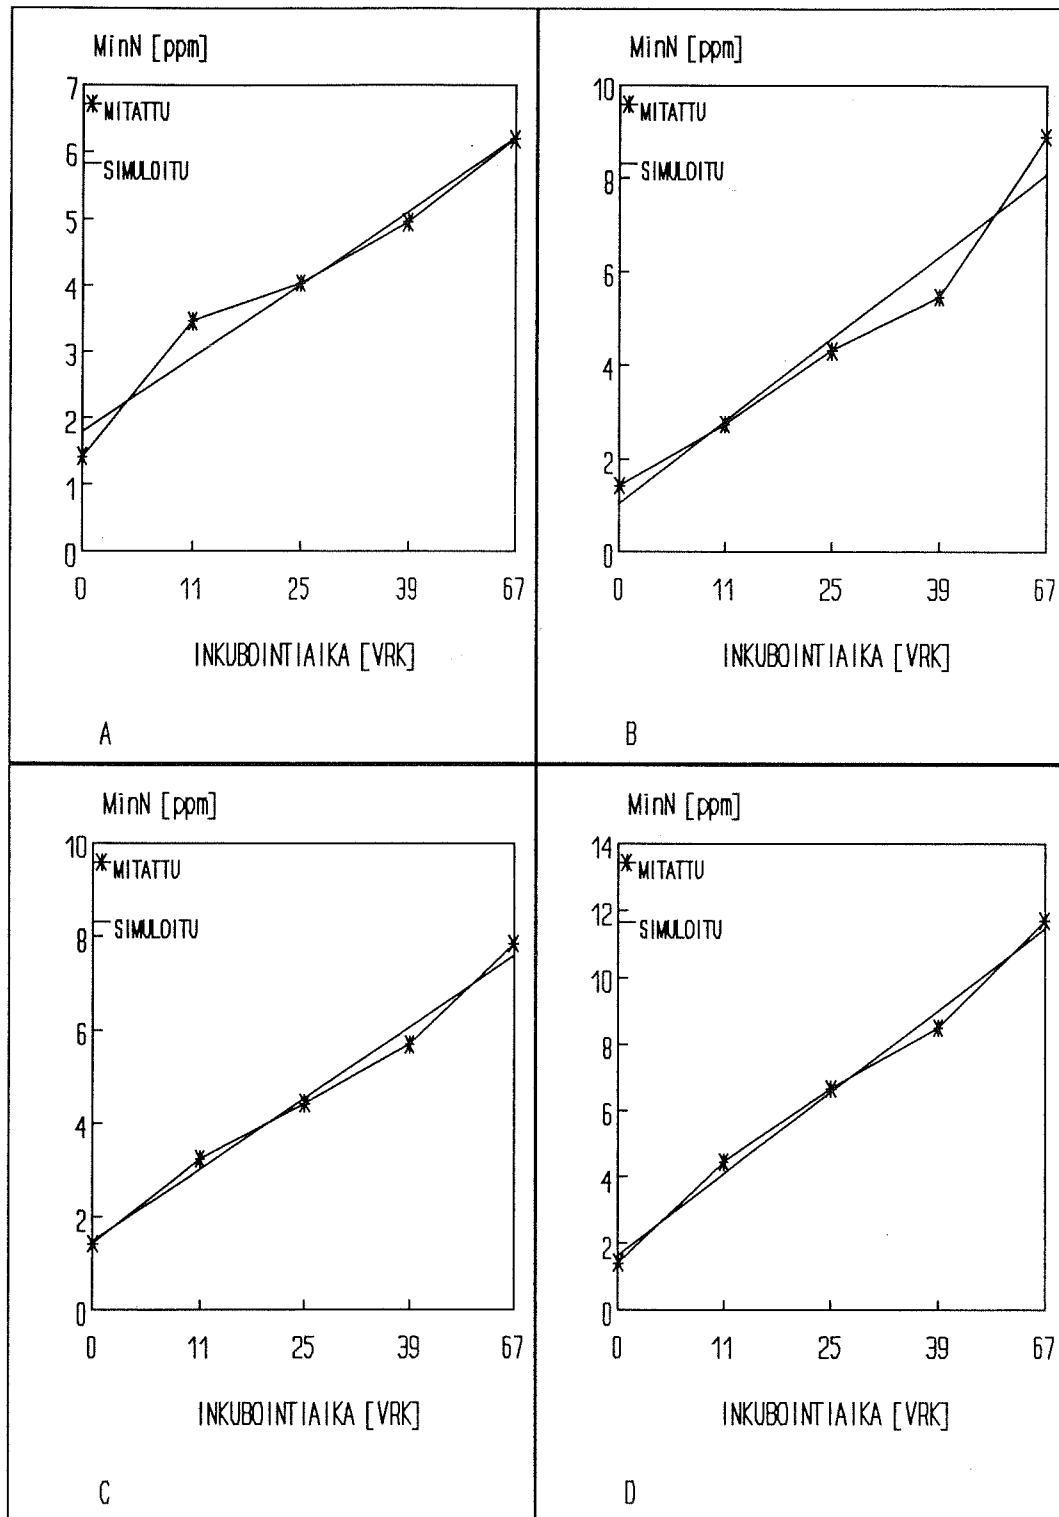 MinN [ppm]
7
MITATTU
6
SIMULOITU
5
4
3
2
1
0
0 11 25 39 67
INKUBOINTIAIKA [VRK]
A
MinN [ppm]
10
MITATTU
SIMULOITU
8
6
4
2
0
0 11 25 39 67
INKUBOINTIAIKA [VRK]
B
MinN [ppm]
10
MITATTU
SIMULOITU
8
6
4
2
0
0 11 25 39 67
INKUBOINTIAIKA [VRK]
C
MinN [ppm]
14
MITATTU
12
SIMULOITU
10
8
6
4
2
0
0 11 25 39 67
INKUBOINTIAIKA [VRK]
D